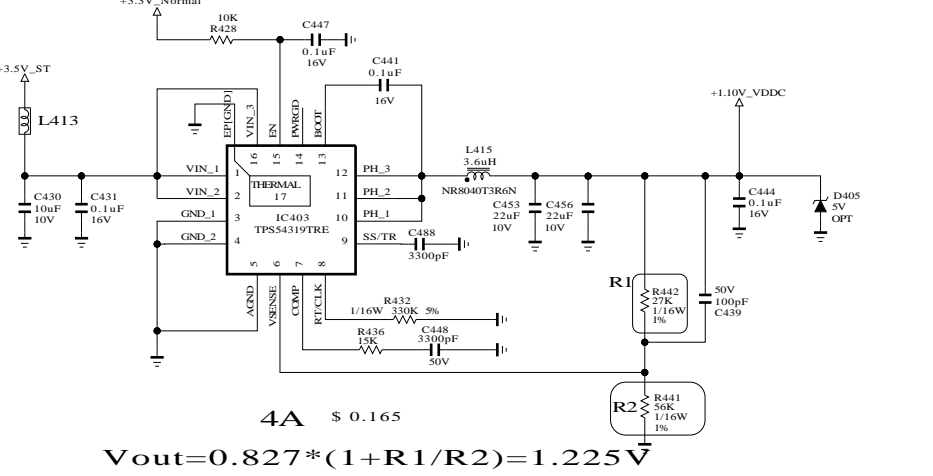 +3.3V_Normal
10K
R428
C447
0.1uF
16V
C441
0.1uF
16V
+3.5V_ST
L413
+1.10V_VDDC
EP[GND]
VIN_3
EN
PWRGD
BOOT
16
15
14
13
L415
3.6uH
NR8040T3R6N
VIN_1
1
12
PH_3
VIN_2
2
THERMAL
17
11
PH_2
GND_1
3
IC403
10
PH_1
GND_2
4
TPS54319TRE
9
SS/TR
C430
10uF
10V
C431
0.1uF
16V
C488
3300pF
C453
22uF
10V
C456
22uF
10V
C444
0.1uF
16V
D405
5V
OPT
5
6
7
8
AGND
VSENSE
COMP
RT/CLK
R1
R442
27K
1/16W
1%
50V
100pF
C439
R432
1/16W 330K 5%
R436
15K
C448
3300pF
50V
R2
R441
56K
1/16W
1%
4A $ 0.165
Vout=0.827*(1+R1/R2)=1.225V